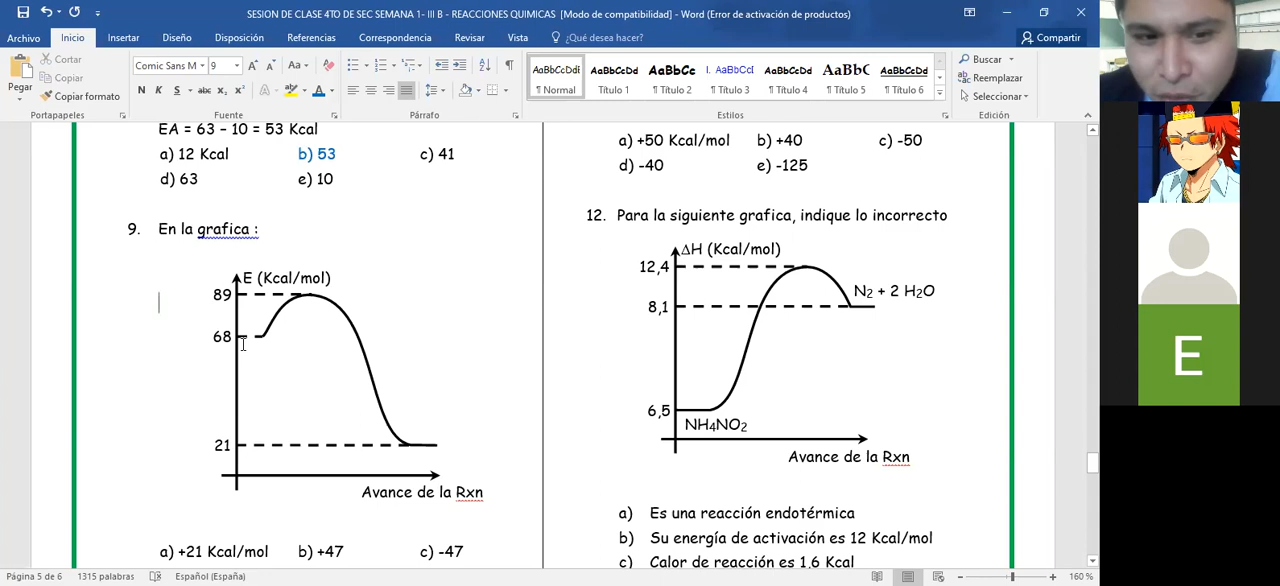 SESION DE CLASE 4TO DE SEC SEMANA 1- III B - REACCIONES QUIMICAS [Modo de compatibilidad] - Word (Error de activación de productos)
Archivo Inicio Insertar Diseño Disposición Referencias Correspondencia Revisar Vista ¿Qué desea hacer? Compartir
Pegar
Cortar
Copiar
Copiar formato
Portapapeles
Comic Sans M 9
N K S abc x₂ x²
Fuente
Párrafo
AaBbCcDdE AaBbCcDd AaBbCc I. AaBbCcI AaBbCcDd AaBbC AaBbCcDd
¶ Normal Título 1 Título 2 Título 3 Título 4 Título 5 Título 6
Estilos
Buscar
Reemplazar
Seleccionar
Edición
EA = 63 – 10 = 53 Kcal
a) 12 Kcal b) 53 c) 41
d) 63 e) 10
9. En la grafica :
E (Kcal/mol)
89
68
21
Avance de la Rxn
a) +21 Kcal/mol b) +47 c) -47
a) +50 Kcal/mol b) +40 c) -50
d) -40 e) -125
12. Para la siguiente grafica, indique lo incorrecto
ΔH (Kcal/mol)
12,4
N₂ + 2 H₂O
8,1
6,5
NH₄NO₂
Avance de la Rxn
a) Es una reacción endotérmica
b) Su energía de activación es 12 Kcal/mol
c) Calor de reacción es 1,6 Kcal
E
Página 5 de 6 1315 palabras Español (España) 160 %